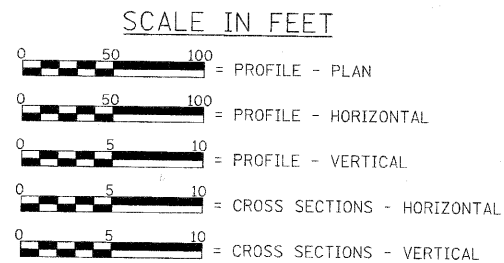 SCALE IN FEET
0 50 100
= PROFILE - PLAN
0 50 100
= PROFILE - HORIZONTAL
0 5 10
= PROFILE - VERTICAL
0 5 10
= CROSS SECTIONS - HORIZONTAL
0 5 10
= CROSS SECTIONS - VERTICAL